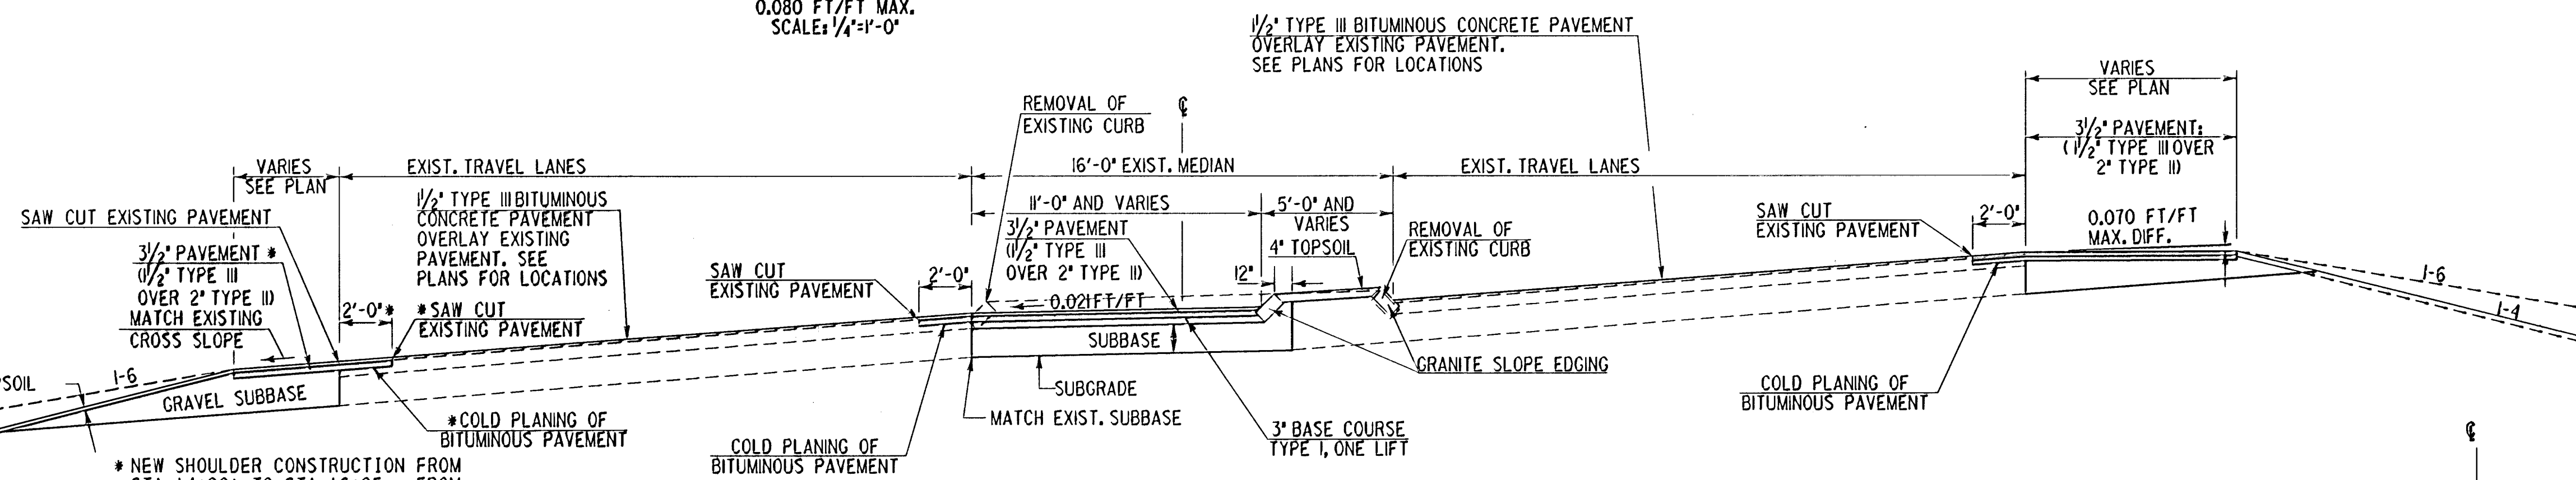 0.080 FT/FT MAX.
SCALE: 1/4"=1'-0"
1 1/2" TYPE III BITUMINOUS CONCRETE PAVEMENT
OVERLAY EXISTING PAVEMENT.
SEE PLANS FOR LOCATIONS
VARIES
SEE PLAN
REMOVAL OF
EXISTING CURB
℄
3 1/2" PAVEMENT:
(1 1/2" TYPE III OVER
2" TYPE II)
VARIES
SEE PLAN
EXIST. TRAVEL LANES
16'-0" EXIST. MEDIAN
EXIST. TRAVEL LANES
SAW CUT EXISTING PAVEMENT
1 1/2" TYPE III BITUMINOUS
CONCRETE PAVEMENT
OVERLAY EXISTING
PAVEMENT. SEE
PLANS FOR LOCATIONS
11'-0" AND VARIES
5'-0" AND
VARIES
SAW CUT
EXISTING PAVEMENT
2'-0"
0.070 FT/FT
MAX. DIFF.
3 1/2" PAVEMENT *
(1 1/2" TYPE III
OVER 2" TYPE II)
MATCH EXISTING
CROSS SLOPE
2'-0" *
* SAW CUT
EXISTING PAVEMENT
SAW CUT
EXISTING PAVEMENT
2'-0"
3 1/2" PAVEMENT
(1 1/2" TYPE III
OVER 2" TYPE II)
12"
4" TOPSOIL
REMOVAL OF
EXISTING CURB
0.021 FT/FT
1-6
1-4
SUBBASE
GRANITE SLOPE EDGING
1-6
GRAVEL SUBBASE
SUBGRADE
MATCH EXIST. SUBBASE
COLD PLANING OF
BITUMINOUS PAVEMENT
* COLD PLANING OF
BITUMINOUS PAVEMENT
COLD PLANING OF
BITUMINOUS PAVEMENT
3" BASE COURSE
TYPE I, ONE LIFT
℄
* NEW SHOULDER CONSTRUCTION FROM